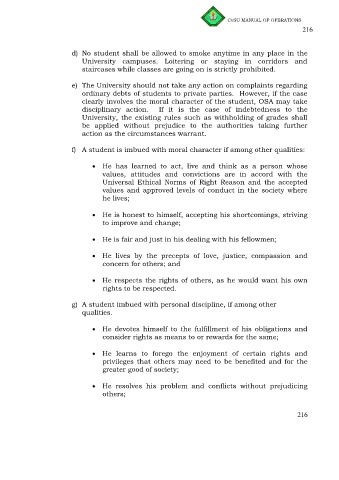 CvSU MANUAL OF OPERATIONS
216
d) No student shall be allowed to smoke anytime in any place in the
University campuses. Loitering or staying in corridors and
staircases while classes are going on is strictly prohibited.
e) The University should not take any action on complaints regarding
ordinary debts of students to private parties. However, if the case
clearly involves the moral character of the student, OSA may take
disciplinary action. If it is the case of indebtedness to the
University, the existing rules such as withholding of grades shall
be applied without prejudice to the authorities taking further
action as the circumstances warrant.
f) A student is imbued with moral character if among other qualities:
• He has learned to act, live and think as a person whose
values, attitudes and convictions are in accord with the
Universal Ethical Norms of Right Reason and the accepted
values and approved levels of conduct in the society where
he lives;
• He is honest to himself, accepting his shortcomings, striving
to improve and change;
• He is fair and just in his dealing with his fellowmen;
• He lives by the precepts of love, justice, compassion and
concern for others; and
• He respects the rights of others, as he would want his own
rights to be respected.
g) A student imbued with personal discipline, if among other
qualities.
• He devotes himself to the fulfillment of his obligations and
consider rights as means to or rewards for the same;
• He learns to forego the enjoyment of certain rights and
privileges that others may need to be benefited and for the
greater good of society;
• He resolves his problem and conflicts without prejudicing
others;
216